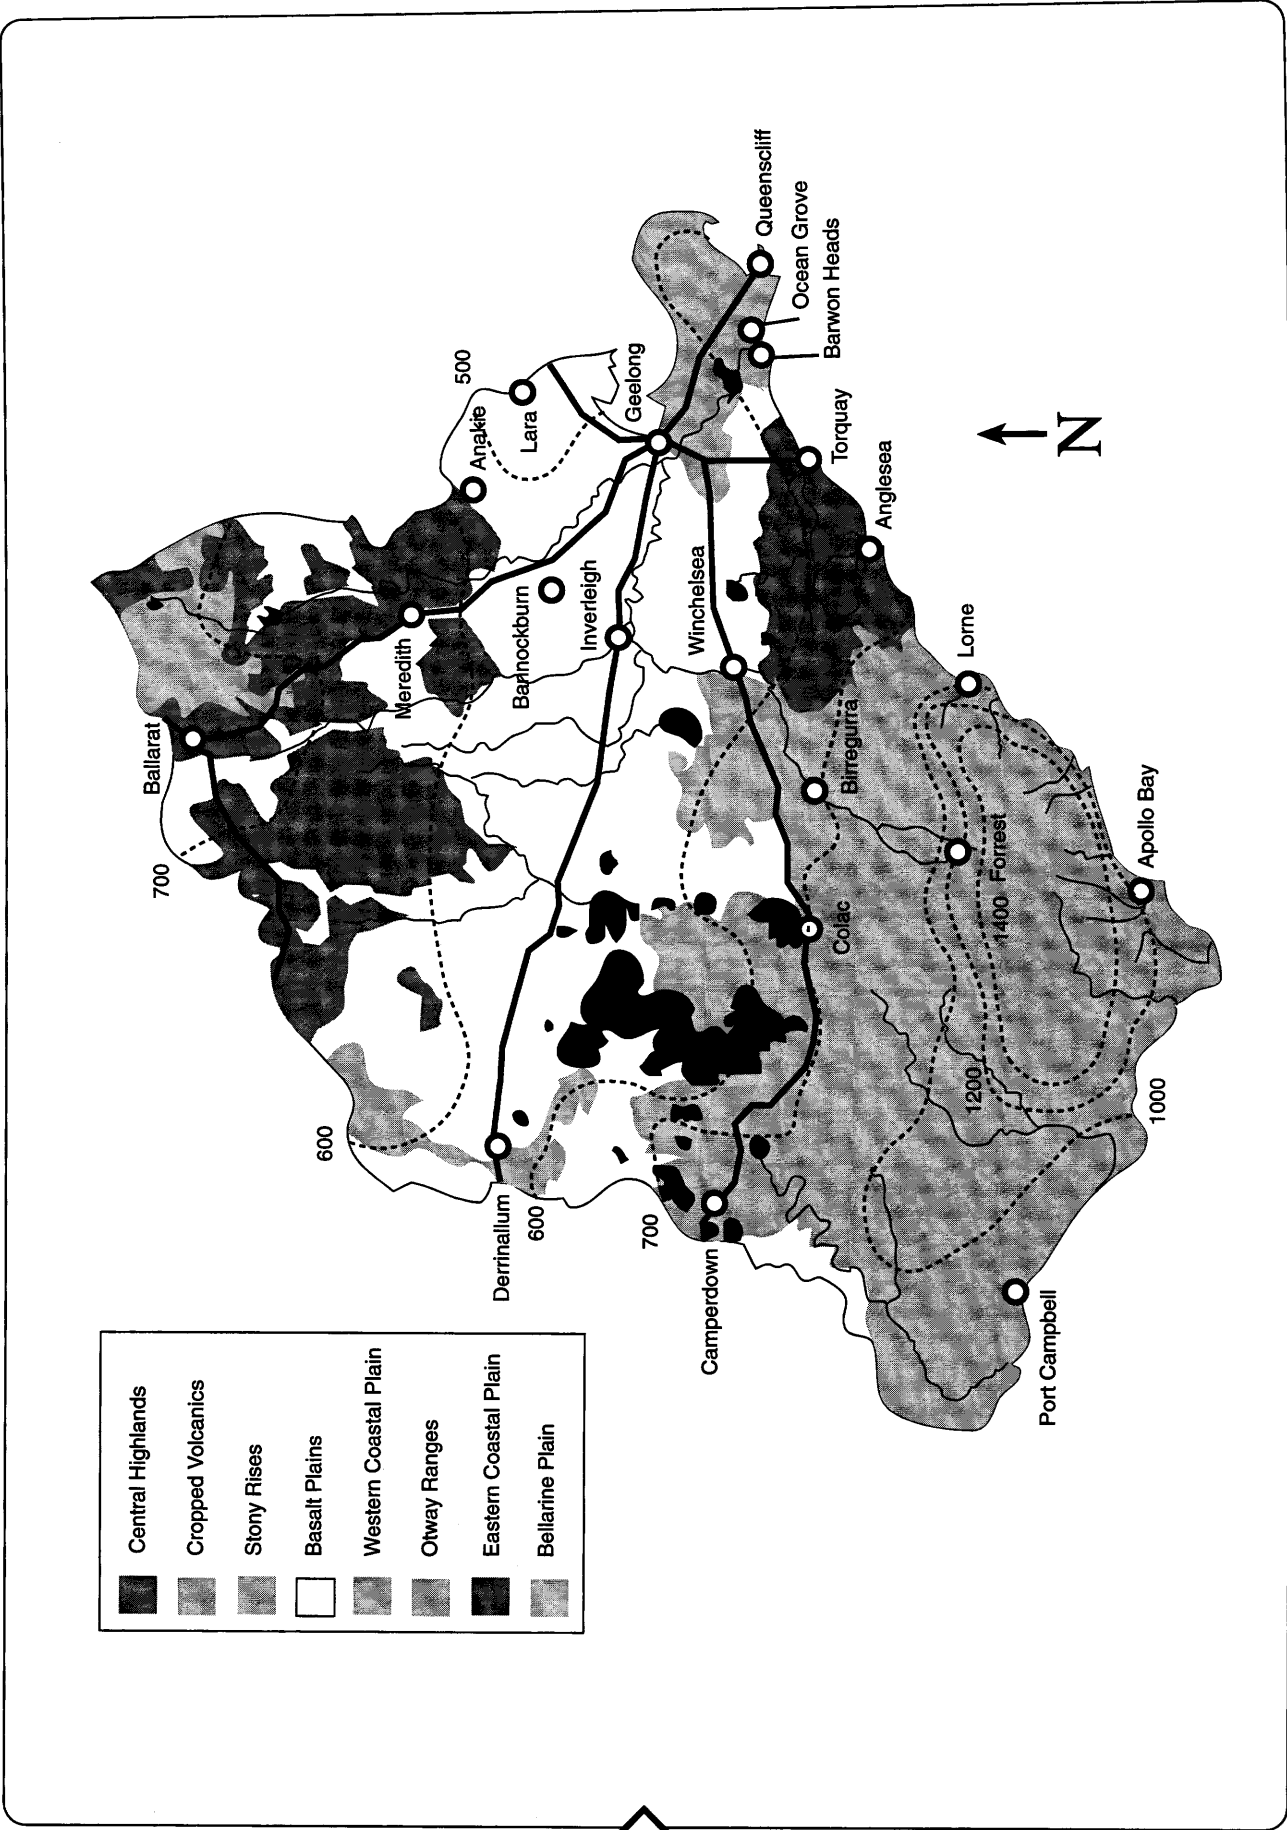 Central Highlands
Cropped Volcanics
Stony Rises
Basalt Plains
Western Coastal Plain
Otway Ranges
Eastern Coastal Plain
Bellarine Plain
Ballarat
700
600
500
Anakie
Lara
Geelong
Queenscliff
Ocean Grove
Barwon Heads
Torquay
Anglesea
Meredith
Bannockburn
Inverleigh
Winchelsea
Lorne
Birregurra
Derrinallum
600
700
Camperdown
Colac
Forrest
1400
1200
1000
Apollo Bay
Port Campbell
N